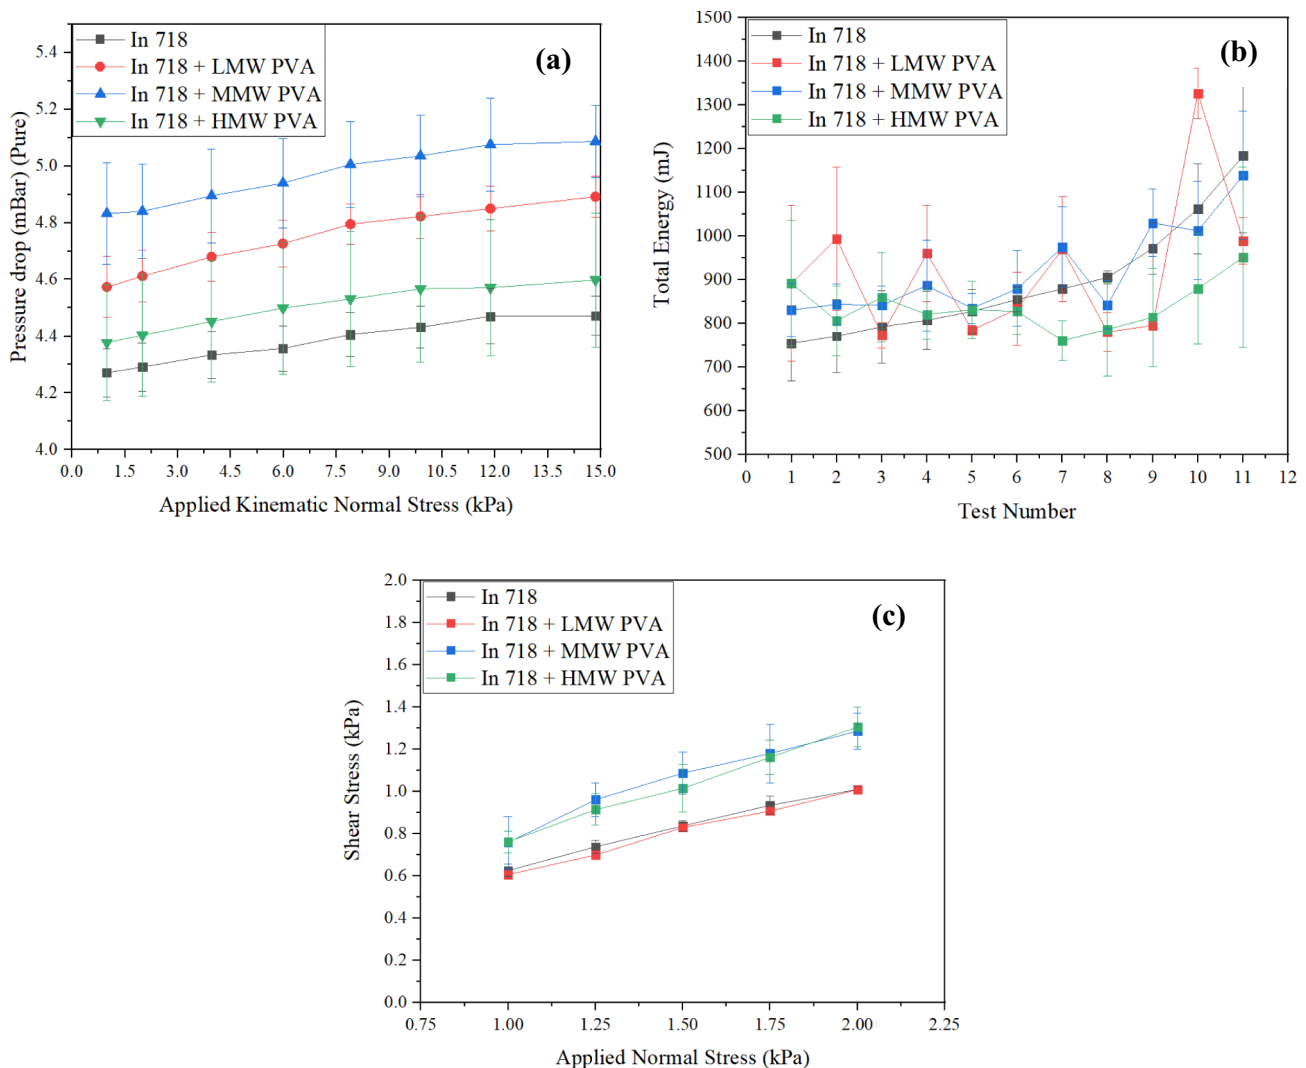 In 718
In 718 + LMW PVA
In 718 + MMW PVA
In 718 + HMW PVA
(a)
Pressure drop (mBar) (Pure)
5.4
5.2
5.0
4.8
4.6
4.4
4.2
4.0
0.0 1.5 3.0 4.5 6.0 7.5 9.0 10.5 12.0 13.5 15.0
Applied Kinematic Normal Stress (kPa)
In 718
In 718 + LMW PVA
In 718 + MMW PVA
In 718 + HMW PVA
(b)
Total Energy (mJ)
1500
1400
1300
1200
1100
1000
900
800
700
600
500
0 1 2 3 4 5 6 7 8 9 10 11 12
Test Number
In 718
In 718 + LMW PVA
In 718 + MMW PVA
In 718 + HMW PVA
(c)
Shear Stress (kPa)
2.0
1.8
1.6
1.4
1.2
1.0
0.8
0.6
0.4
0.2
0.0
0.75 1.00 1.25 1.50 1.75 2.00 2.25
Applied Normal Stress (kPa)